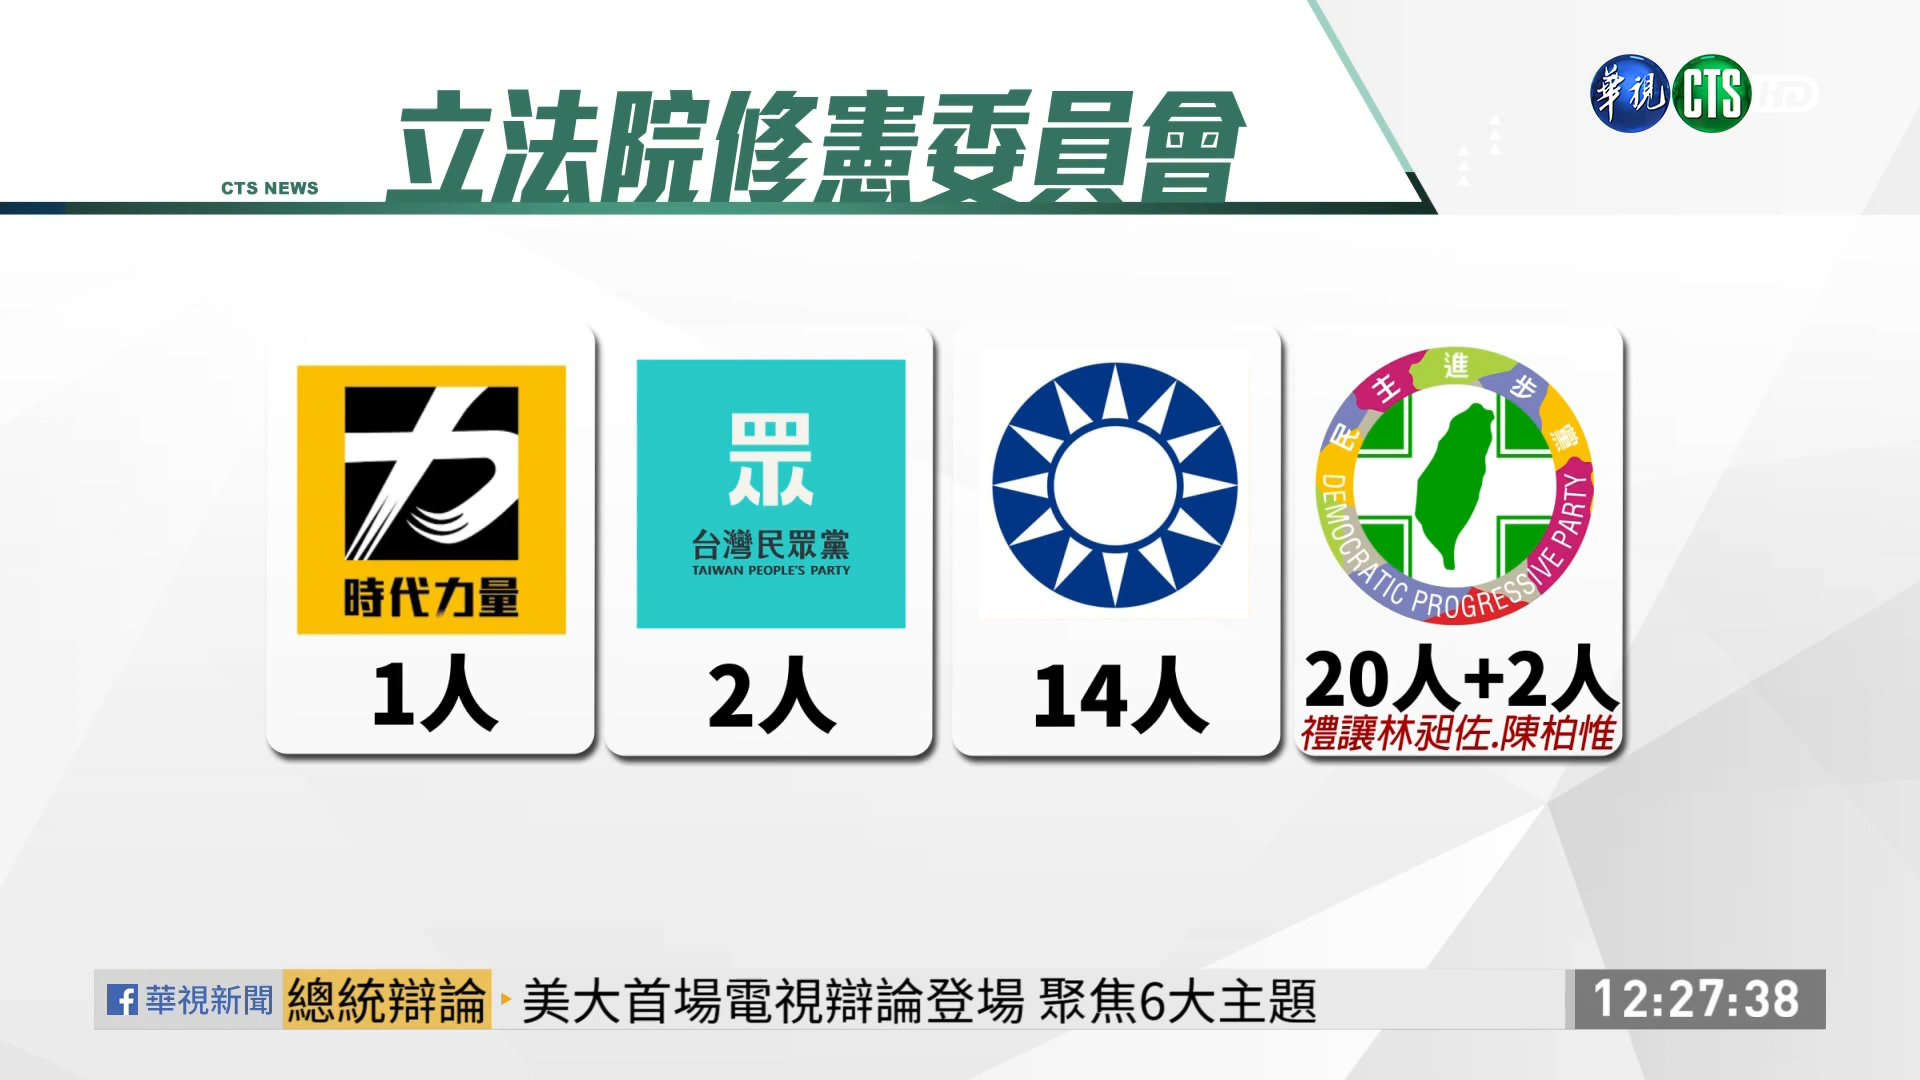 華視 CTS HD
立法院修憲委員會
CTS NEWS
時代力量
1人
眾
台灣民眾黨
TAIWAN PEOPLE'S PARTY
2人
14人
民主進步黨
DEMOCRATIC PROGRESSIVE PARTY
20人+2人
禮讓林昶佐.陳柏惟
華視新聞 總統辯論 美大首場電視辯論登場 聚焦6大主題 12:27:38